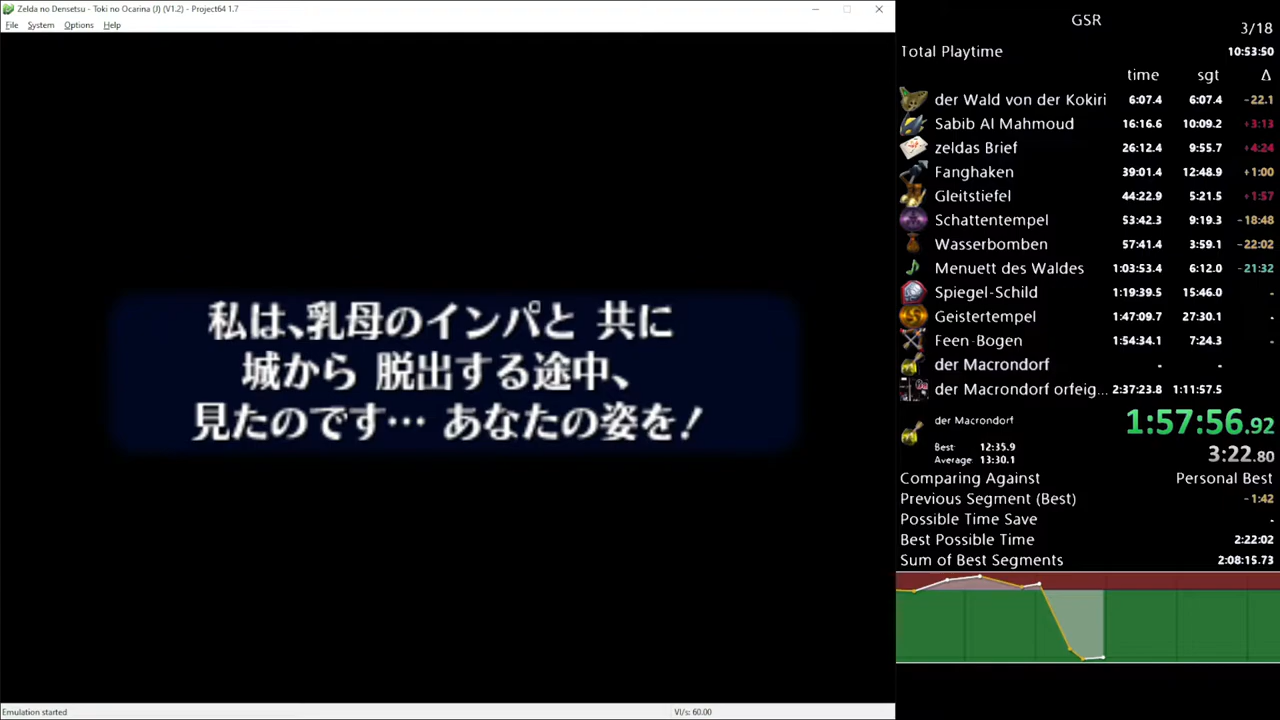 Zelda no Densetsu - Toki no Ocarina (J) (V1.2) - Project64 1.7
File System Options Help
私は、乳母のインパと 共に
城から 脱出する途中、
見たのです… あなたの姿を!
Emulation started
VI/s: 60.00
GSR
3/18
Total Playtime 10:53:50
time sgt Δ
der Wald von der Kokiri 6:07.4 6:07.4 −22.1
Sabib Al Mahmoud 16:16.6 10:09.2 +3:13
zeldas Brief 26:12.4 9:55.7 +4:24
Fanghaken 39:01.4 12:48.9 +1:00
Gleitstiefel 44:22.9 5:21.5 +1:57
Schattentempel 53:42.3 9:19.3 −18:48
Wasserbomben 57:41.4 3:59.1 −22:02
Menuett des Waldes 1:03:53.4 6:12.0 −21:32
Spiegel-Schild 1:19:39.5 15:46.0 -
Geistertempel 1:47:09.7 27:30.1 -
Feen-Bogen 1:54:34.1 7:24.3 -
der Macrondorf - - -
der Macrondorf orfeig... 2:37:23.8 1:11:57.5 -
der Macrondorf 1:57:56.92
Best: 12:35.9 3:22.80
Average 13:30.1
Comparing Against Personal Best
Previous Segment (Best) −1:42
Possible Time Save -
Best Possible Time 2:22:02
Sum of Best Segments 2:08:15.73